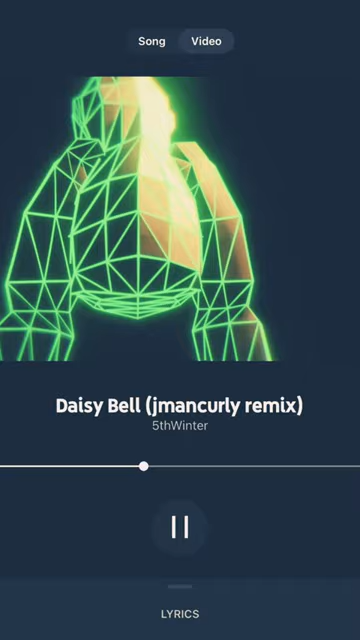 Song
Video
Daisy Bell (jmancurly remix)
5thWinter
LYRICS